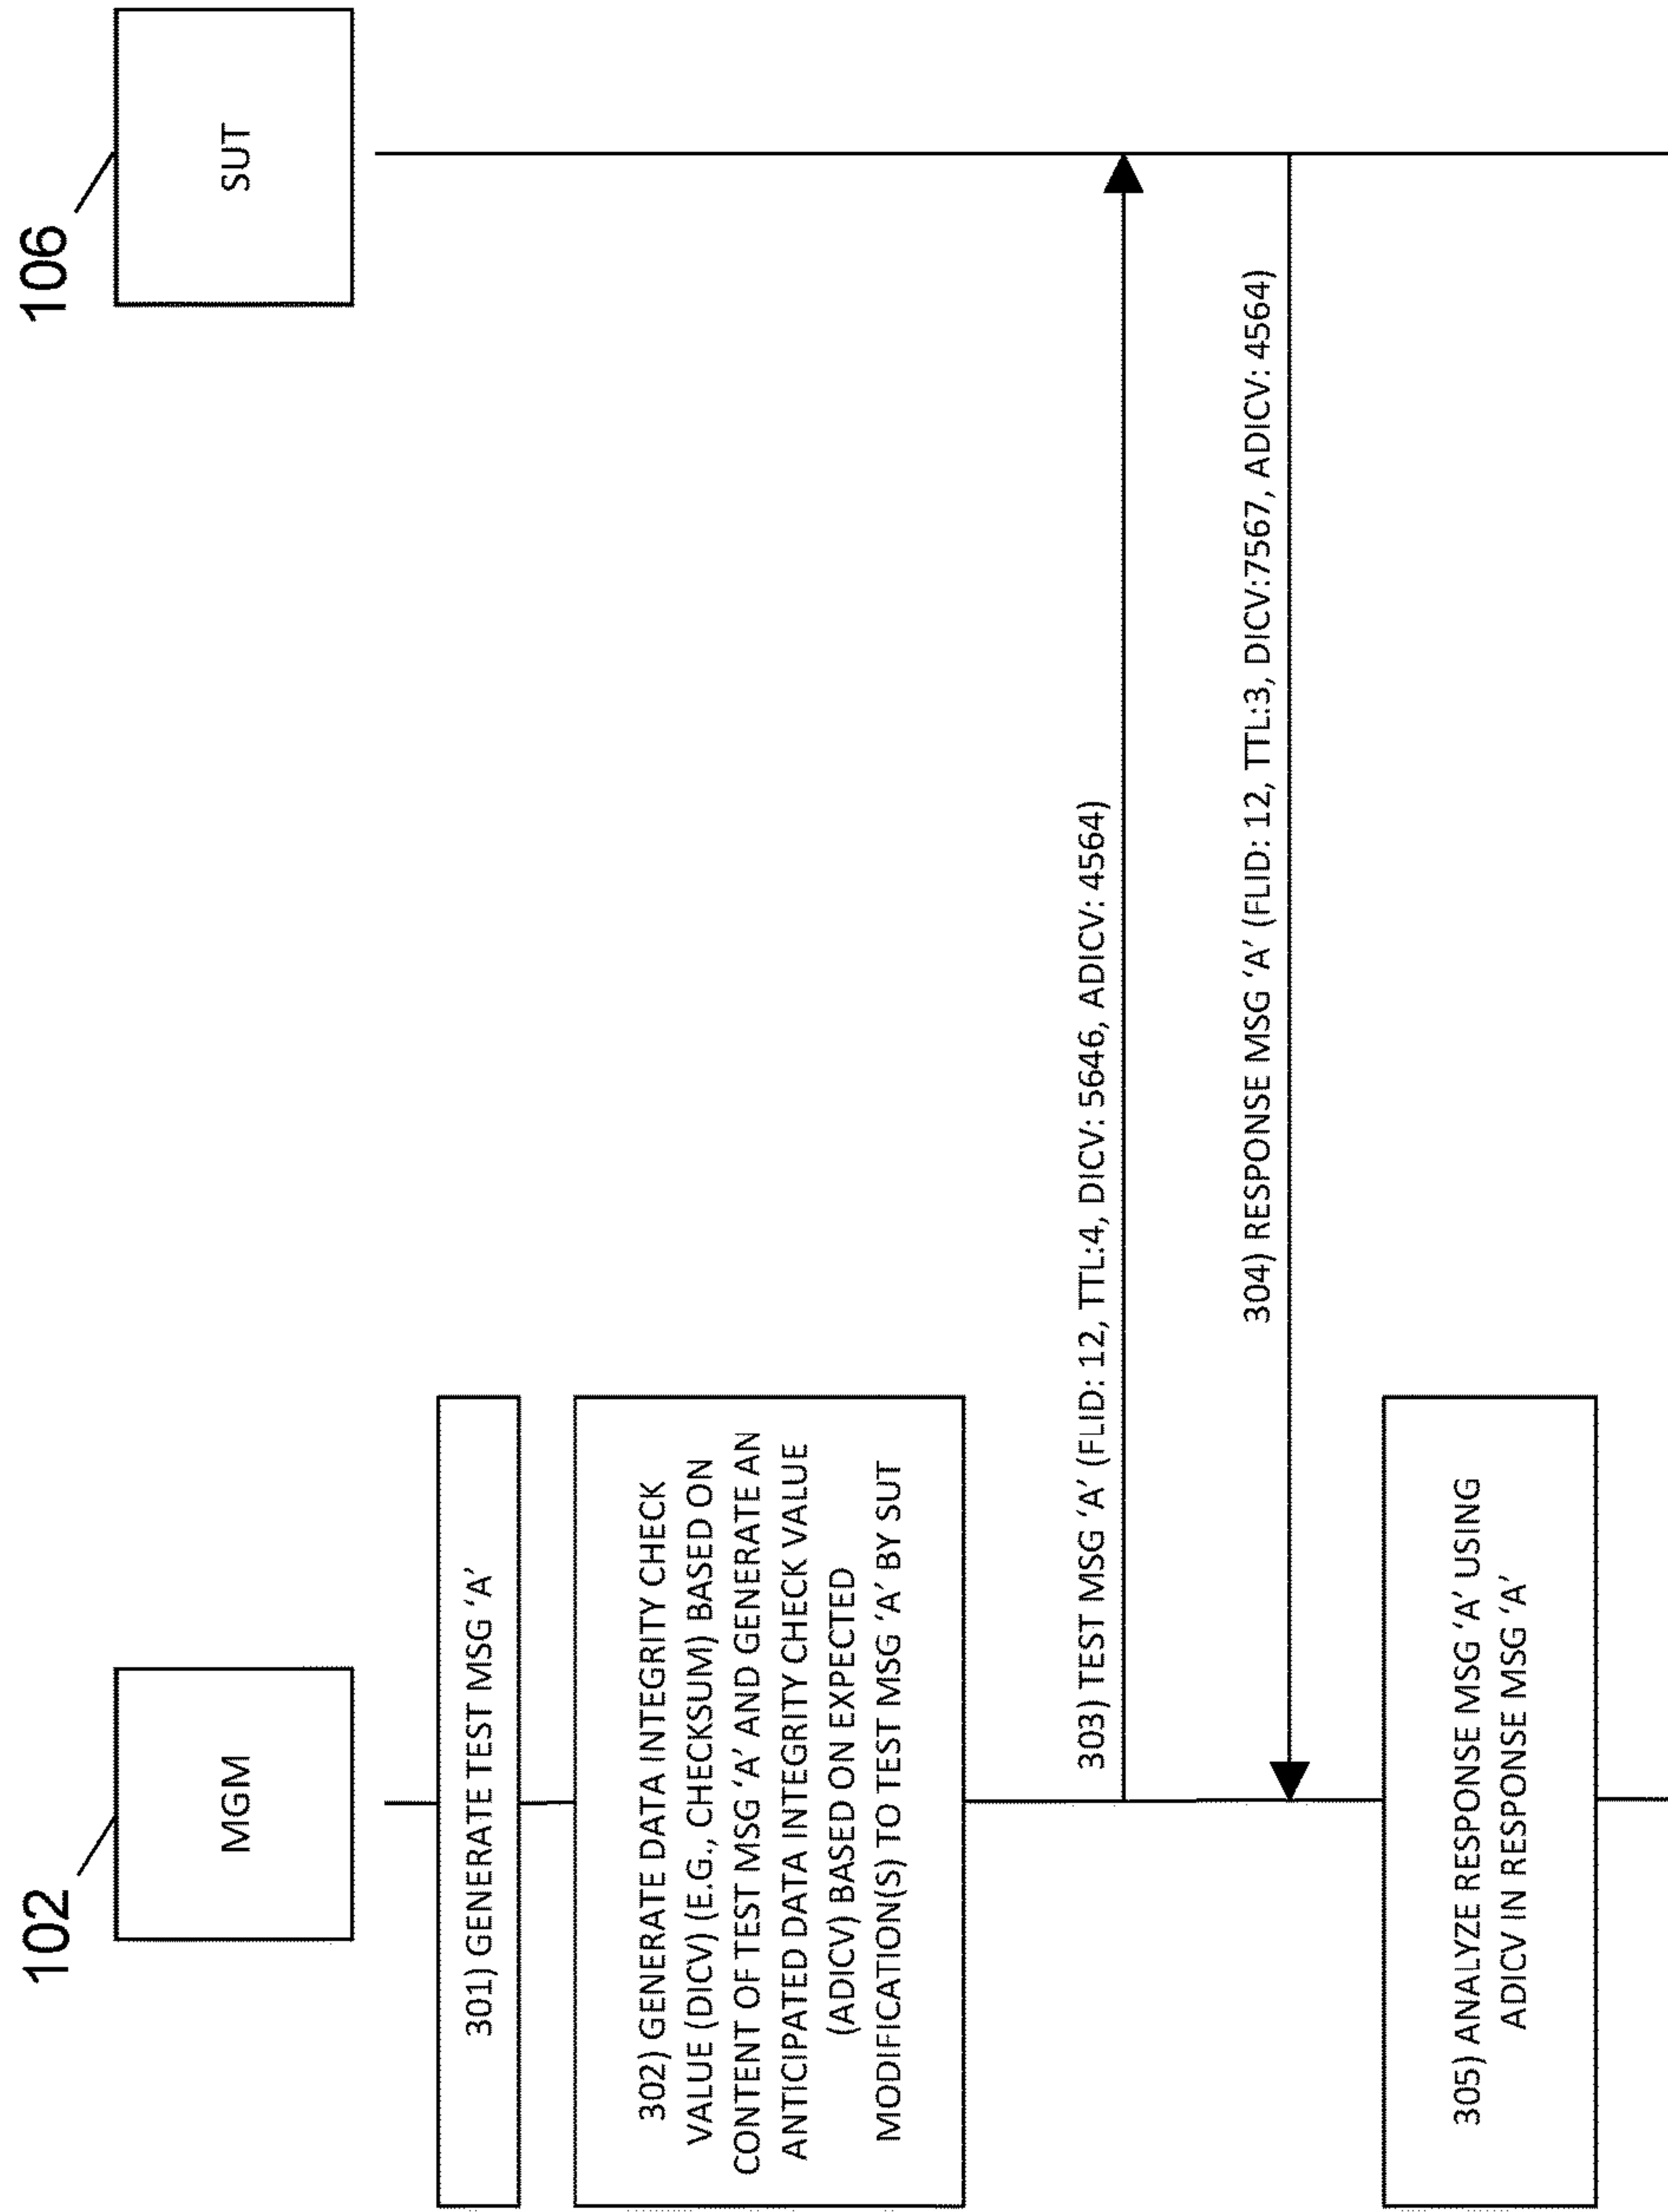 102
106
MGM
SUT
301) GENERATE TEST MSG ‘A’
302) GENERATE DATA INTEGRITY CHECK
VALUE (DICV) (E.G., CHECKSUM) BASED ON
CONTENT OF TEST MSG ‘A’ AND GENERATE AN
ANTICIPATED DATA INTEGRITY CHECK VALUE
(ADICV) BASED ON EXPECTED
MODIFICATION(S) TO TEST MSG ‘A’ BY SUT
303) TEST MSG ‘A’ (FLID: 12, TTL:4, DICV: 5646, ADICV: 4564)
304) RESPONSE MSG ‘A’ (FLID: 12, TTL:3, DICV:7567, ADICV: 4564)
305) ANALYZE RESPONSE MSG ‘A’ USING
ADICV IN RESPONSE MSG ‘A’